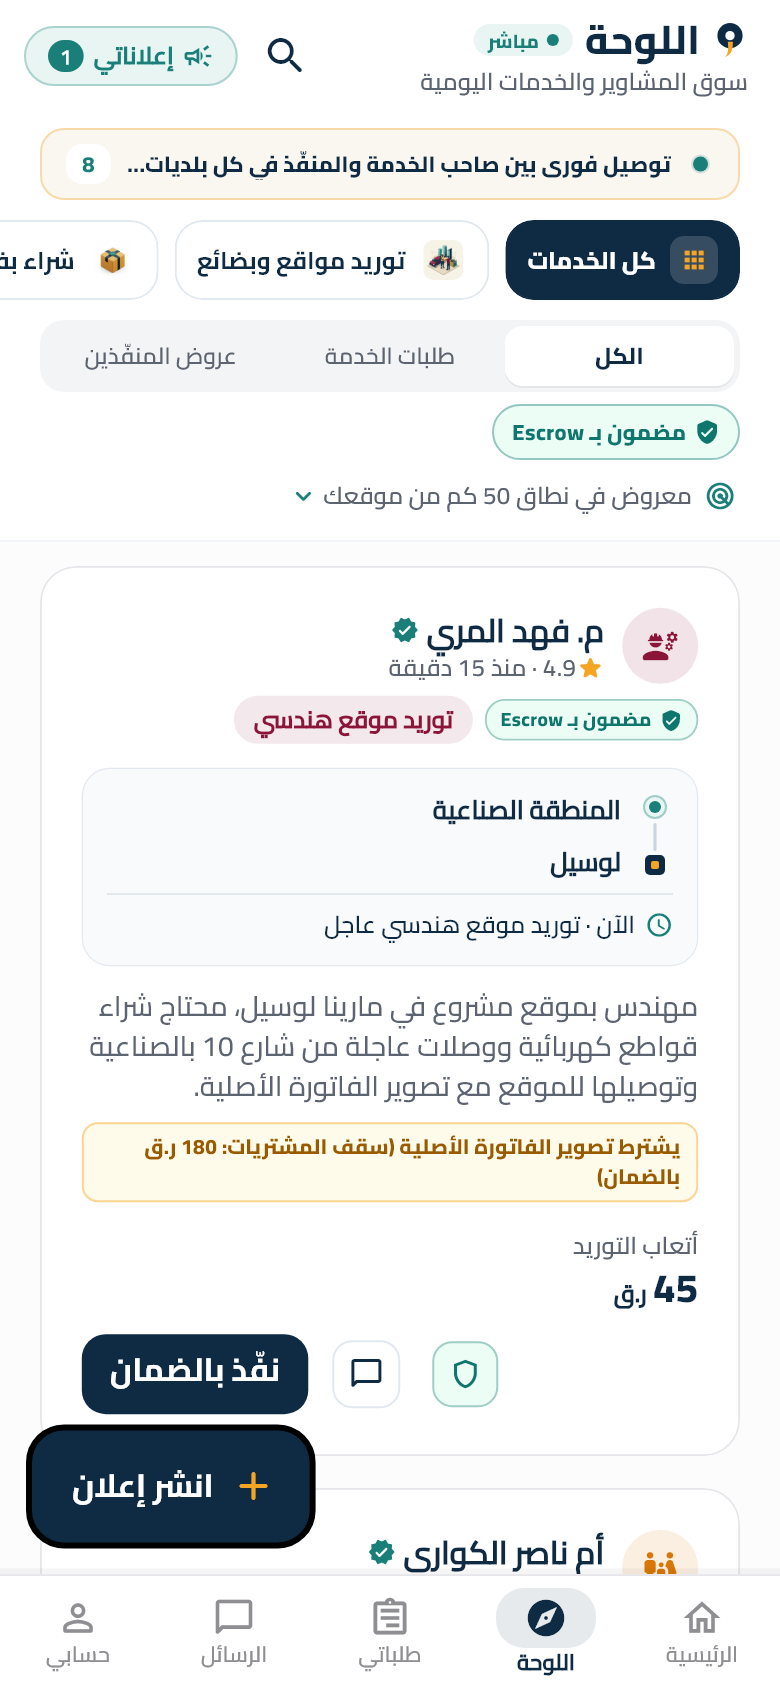 اللوحة
مباشر
إعلاناتي 1
سوق المشاوير والخدمات اليومية
توصيل فوري بين صاحب الخدمة والمنفّذ في كل بلديات... 8
كل الخدمات
توريد مواقع وبضائع
شراء
الكل
طلبات الخدمة
عروض المنفّذين
مضمون بـ Escrow
معروض في نطاق 50 كم من موقعك
م. فهد المري
4.9 · منذ 15 دقيقة
مضمون بـ Escrow
توريد موقع هندسي
المنطقة الصناعية
لوسيل
الآن · توريد موقع هندسي عاجل
مهندس بموقع مشروع في مارينا لوسيل، محتاج شراء
قواطع كهربائية ووصلات عاجلة من شارع 10 بالصناعية
وتوصيلها للموقع مع تصوير الفاتورة الأصلية.
يشترط تصوير الفاتورة الأصلية (سقف المشتريات: 180 ر.ق
بالضمان)
أتعاب التوريد
45 ر.ق
نفّذ بالضمان
انشر إعلان
أم ناصر الكواري
الرئيسية
اللوحة
طلباتي
الرسائل
حسابي